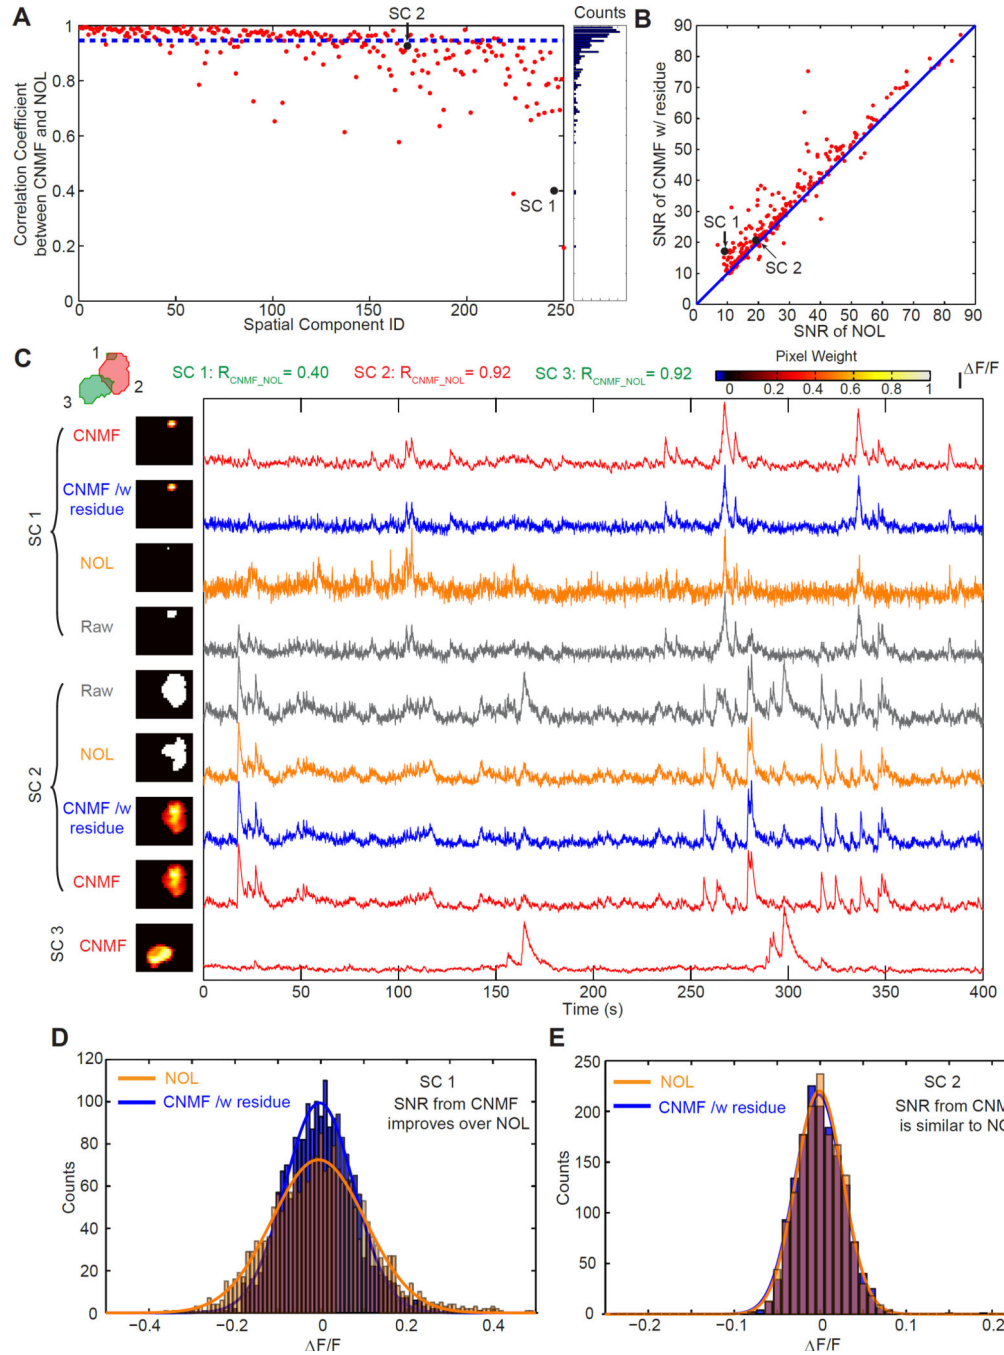 A
SC 2
Counts
B
Correlation Coefficient
between CNMF and NOL
1
0.8
0.6
0.4
0.2
0
SC 1
0 50 100 150 200 250
Spatial Component ID
SNR of CNMF w/ residue
90
80
70
60
50
40
30
20
10
0
SC 1
SC 2
0 10 20 30 40 50 60 70 80 90
SNR of NOL
C
1
2
3
SC 1: R_CNMF_NOL = 0.40 SC 2: R_CNMF_NOL = 0.92 SC 3: R_CNMF_NOL = 0.92
Pixel Weight
0 0.2 0.4 0.6 0.8 1
ΔF/F
SC 1
CNMF
CNMF /w
residue
NOL
Raw
SC 2
Raw
NOL
CNMF /w
residue
CNMF
SC 3
CNMF
0 50 100 150 200 250 300 350 400
Time (s)
D
NOL
CNMF /w residue
SC 1
SNR from CNMF
improves over NOL
Counts
120
100
80
60
40
20
0
−0.4 −0.2 0 0.2 0.4
ΔF/F
E
NOL
CNMF /w residue
SC 2
SNR from CNM
is similar to NO
Counts
250
200
150
100
50
0
−0.2 −0.1 0 0.1 0.2
ΔF/F